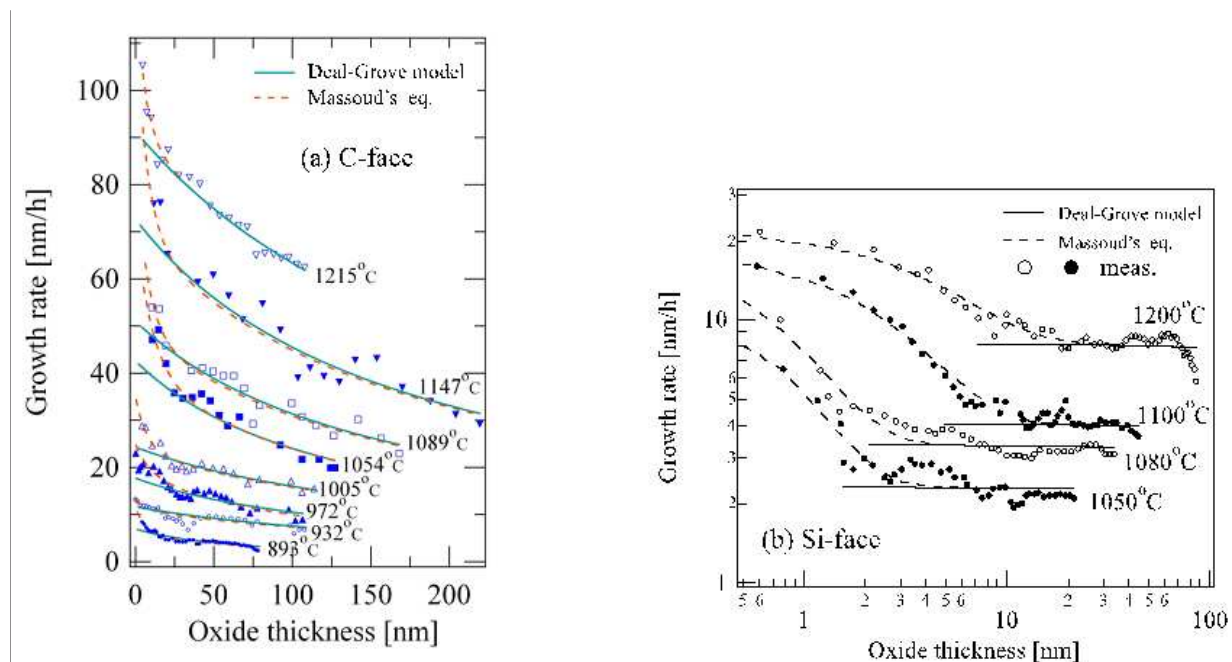 100
80
60
40
20
0
Growth rate [nm/h]
Deal-Grove model
Massoud's eq.
(a) C-face
1215°C
1147°C
1089°C
1054°C
1005°C
972°C
932°C
893°C
0 50 100 150 200
Oxide thickness [nm]
3
2
10
8
6
5
4
3
2
1
Growth rate [nm/h]
Deal-Grove model
Massoud's eq.
meas.
1200°C
1100°C
1080°C
1050°C
(b) Si-face
5 6 1 2 3 4 5 6 10 2 3 4 5 6 100
Oxide thickness [nm]